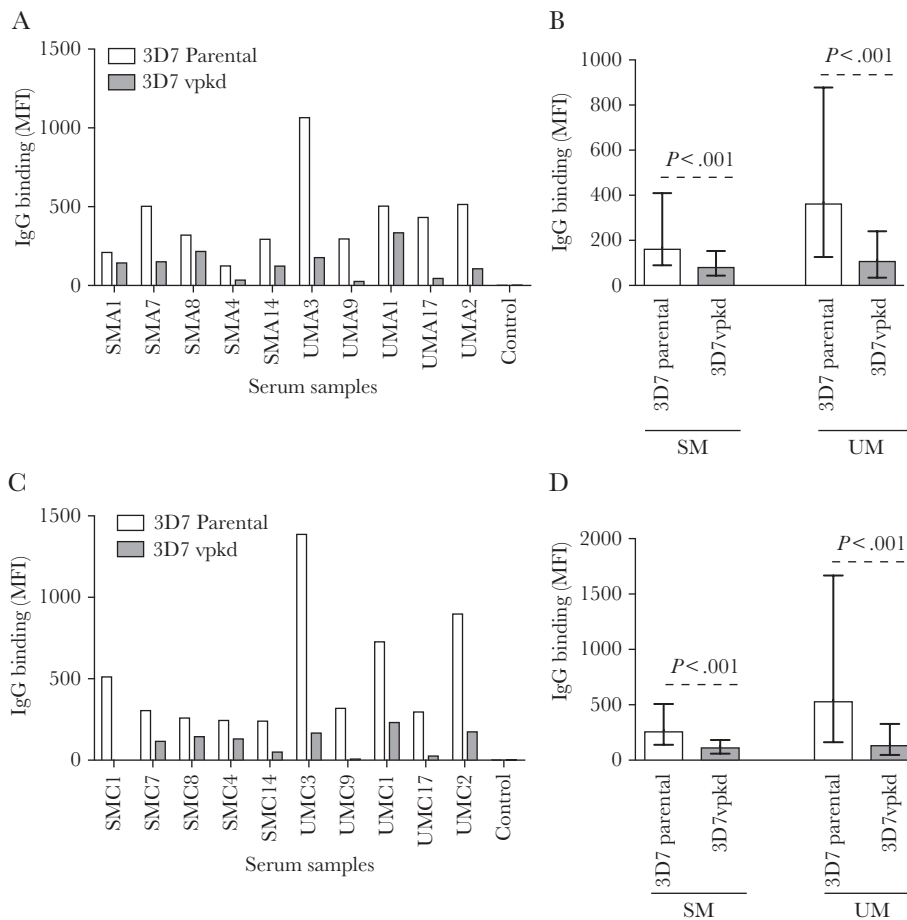 A
1500
1000
500
0
IgG binding (MFI)
3D7 Parental
3D7 vpkd
SMA1
SMA7
SMA8
SMA4
SMA14
UMA3
UMA9
UMA1
UMA17
UMA2
Control
Serum samples
B
1000
800
600
400
200
0
IgG binding (MFI)
P< .001
P< .001
3D7 parental
3D7vpkd
3D7 parental
3D7vpkd
SM
UM
C
1500
1000
500
0
IgG binding (MFI)
3D7 Parental
3D7 vpkd
SMC1
SMC7
SMC8
SMC4
SMC14
UMC3
UMC9
UMC1
UMC17
UMC2
Control
Serum samples
D
2000
1500
1000
500
0
IgG binding (MFI)
P< .001
P< .001
3D7 parental
3D7vpkd
3D7 parental
3D7vpkd
SM
UM